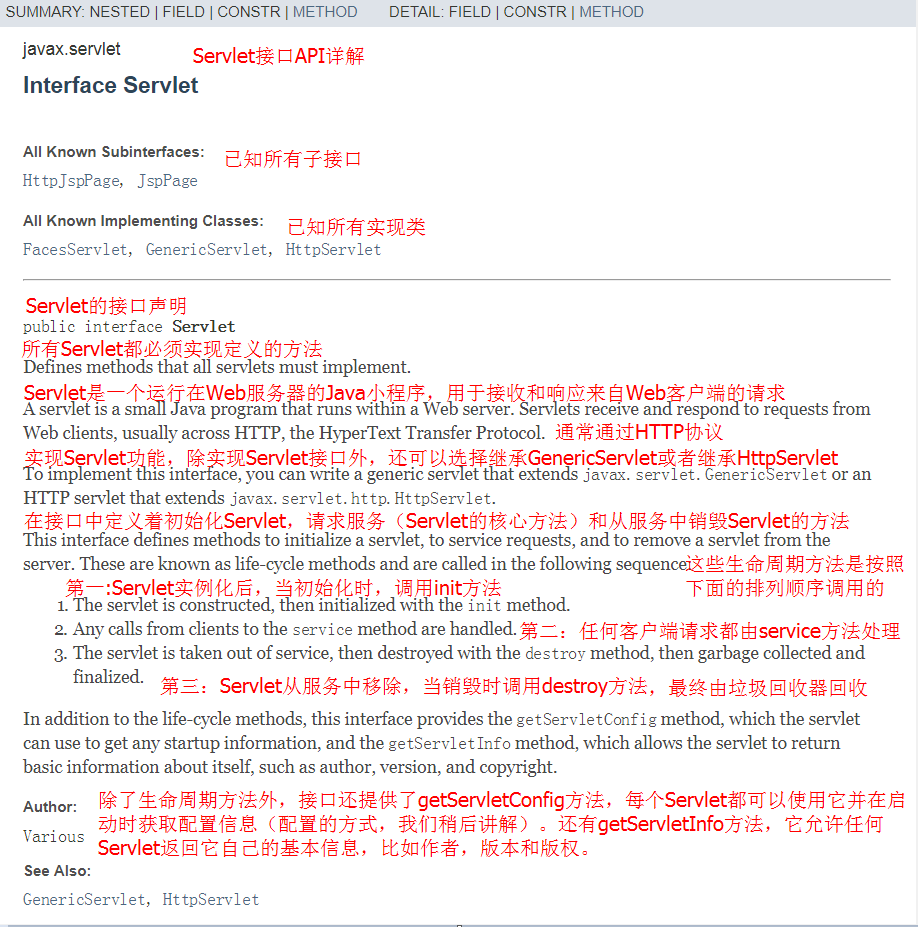 SUMMARY: NESTED | FIELD | CONSTR | METHOD DETAIL: FIELD | CONSTR | METHOD
javax.servlet
Servlet接口API详解
Interface Servlet
All Known Subinterfaces: 已知所有子接口
HttpJspPage, JspPage
All Known Implementing Classes: 已知所有实现类
FacesServlet, GenericServlet, HttpServlet
Servlet的接口声明
public interface Servlet
所有Servlet都必须实现定义的方法
Defines methods that all servlets must implement.
Servlet是一个运行在Web服务器的Java小程序，用于接收和响应来自Web客户端的请求
A servlet is a small Java program that runs within a Web server. Servlets receive and respond to requests from
Web clients, usually across HTTP, the HyperText Transfer Protocol. 通常通过HTTP协议
实现Servlet功能，除实现Servlet接口外，还可以选择继承GenericServlet或者继承HttpServlet
To implement this interface, you can write a generic servlet that extends javax.servlet.GenericServlet or an
HTTP servlet that extends javax.servlet.http.HttpServlet.
在接口中定义着初始化Servlet，请求服务（Servlet的核心方法）和从服务中销毁Servlet的方法
This interface defines methods to initialize a servlet, to service requests, and to remove a servlet from the
server. These are known as life-cycle methods and are called in the following sequence 这些生命周期方法是按照
下面的排列顺序调用的
第一:Servlet实例化后，当初始化时，调用init方法
1. The servlet is constructed, then initialized with the init method.
2. Any calls from clients to the service method are handled. 第二：任何客户端请求都由service方法处理
3. The servlet is taken out of service, then destroyed with the destroy method, then garbage collected and
finalized. 第三：Servlet从服务中移除，当销毁时调用destroy方法，最终由垃圾回收器回收
In addition to the life-cycle methods, this interface provides the getServletConfig method, which the servlet
can use to get any startup information, and the getServletInfo method, which allows the servlet to return
basic information about itself, such as author, version, and copyright.
除了生命周期方法外，接口还提供了getServletConfig方法，每个Servlet都可以使用它并在启
动时获取配置信息（配置的方式，我们稍后讲解）。还有getServletInfo方法，它允许任何
Servlet返回它自己的基本信息，比如作者，版本和版权。
Author:
Various
See Also:
GenericServlet, HttpServlet